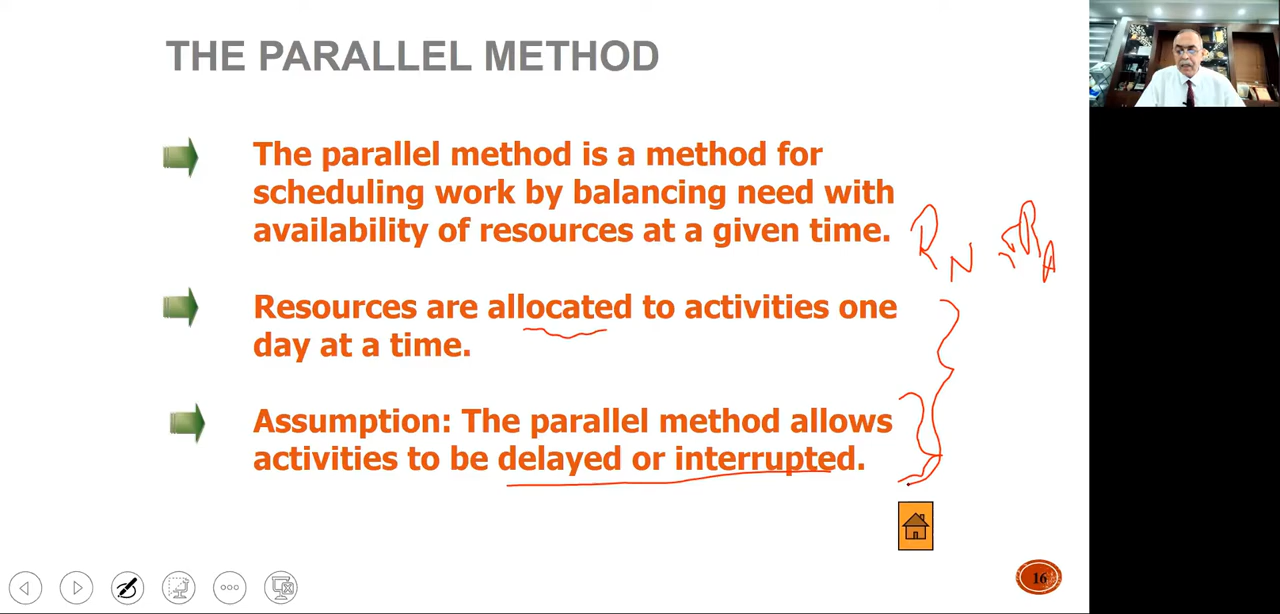 THE PARALLEL METHOD
The parallel method is a method for
scheduling work by balancing need with
availability of resources at a given time.
R N R A
Resources are allocated to activities one
day at a time.
Assumption: The parallel method allows
activities to be delayed or interrupted.
16